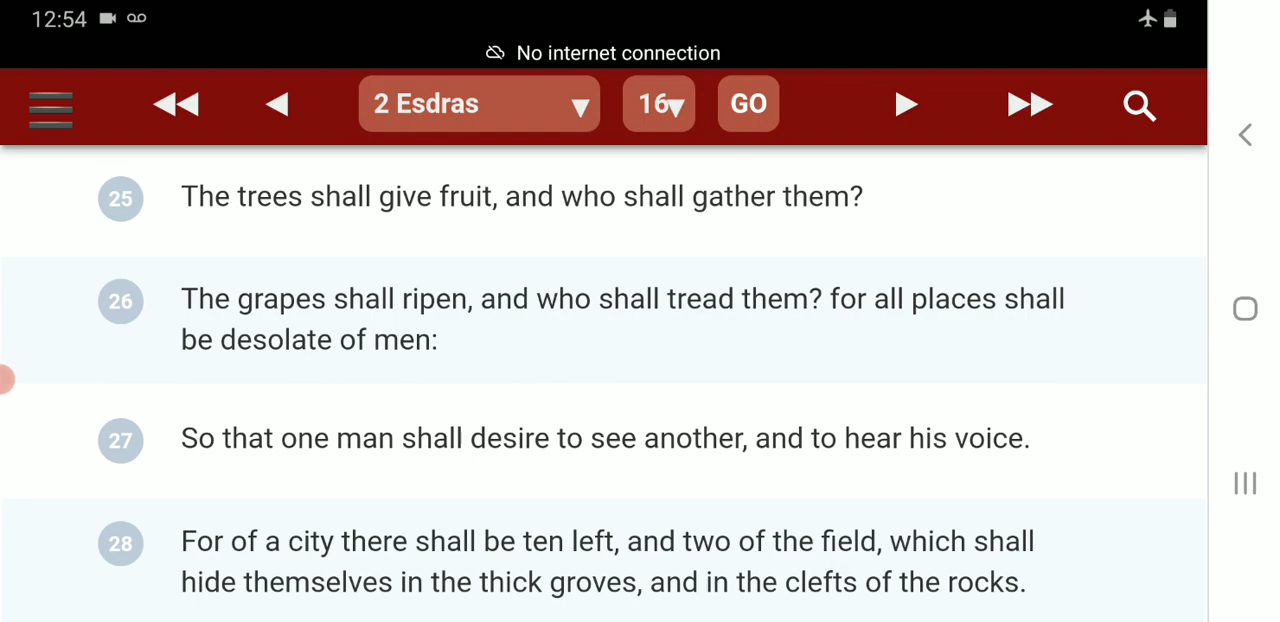 12:54
No internet connection
2 Esdras 16 GO
25 The trees shall give fruit, and who shall gather them?
26 The grapes shall ripen, and who shall tread them? for all places shall
be desolate of men:
27 So that one man shall desire to see another, and to hear his voice.
28 For of a city there shall be ten left, and two of the field, which shall
hide themselves in the thick groves, and in the clefts of the rocks.